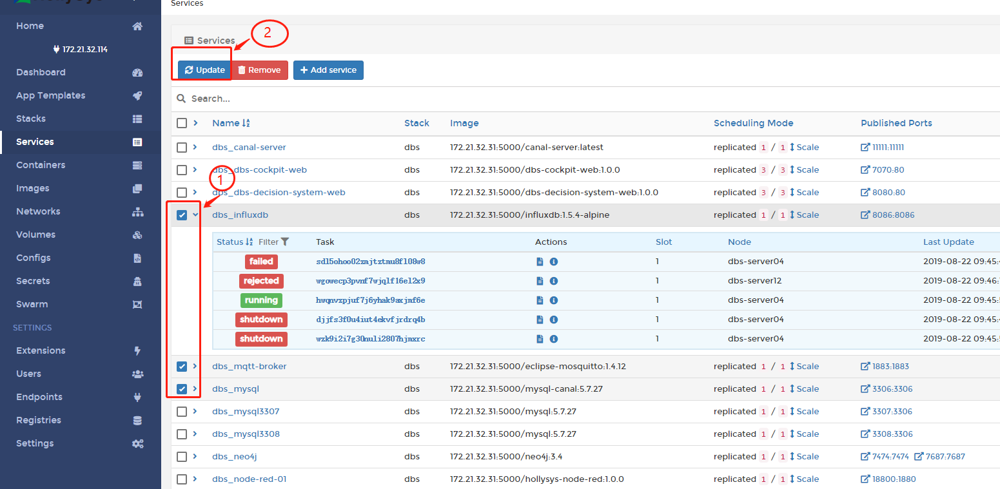 Services
Home
172.21.32.114
Dashboard
App Templates
Stacks
Services
Containers
Images
Networks
Volumes
Configs
Secrets
Swarm
SETTINGS
Extensions
Users
Endpoints
Registries
Settings
Services
2
Update Remove Add service
Search...
Name Stack Image Scheduling Mode Published Ports
dbs_canal-server dbs 172.21.32.31:5000/canal-server:latest replicated 1 / 1 Scale 11111:11111
dbs_dbs-cockpit-web dbs 172.21.32.31:5000/dbs-cockpit-web:1.0.0 replicated 3 / 3 Scale 7070:80
1
dbs_dbs-decision-system-web dbs 172.21.32.31:5000/dbs-decision-system-web:1.0.0 replicated 3 / 3 Scale 8080:80
dbs_influxdb dbs 172.21.32.31:5000/influxdb:1.5.4-alpine replicated 1 / 1 Scale 8086:8086
Status Filter Task Actions Slot Node Last Update
failed sdl5ohoo02zmjtztmu8fl08w8 1 dbs-server04 2019-08-22 09:45:
rejected wgowecp3pvnf7wjqlf16el2x9 1 dbs-server12 2019-08-22 09:46:
running hwqnvzpjuf7j6yhak9axjmf6e 1 dbs-server04 2019-08-22 09:45:
shutdown djjfs3f0u4iut4ekvfjrdrq4b 1 dbs-server04 2019-08-22 09:45:
shutdown wzk9i2i7g30muli2807hjmxrc 1 dbs-server04 2019-08-22 09:45:
dbs_mqtt-broker dbs 172.21.32.31:5000/eclipse-mosquitto:1.4.12 replicated 1 / 1 Scale 1883:1883
dbs_mysql dbs 172.21.32.31:5000/mysql-canal:5.7.27 replicated 1 / 1 Scale 3306:3306
dbs_mysql3307 dbs 172.21.32.31:5000/mysql:5.7.27 replicated 1 / 1 Scale 3307:3306
dbs_mysql3308 dbs 172.21.32.31:5000/mysql:5.7.27 replicated 1 / 1 Scale 3308:3306
dbs_neo4j dbs 172.21.32.31:5000/neo4j:3.4 replicated 1 / 1 Scale 7474:7474 7687:7687
dbs_node-red-01 dbs 172.21.32.31:5000/hollysys-node-red:1.0.0 replicated 1 / 1 Scale 18800:1880